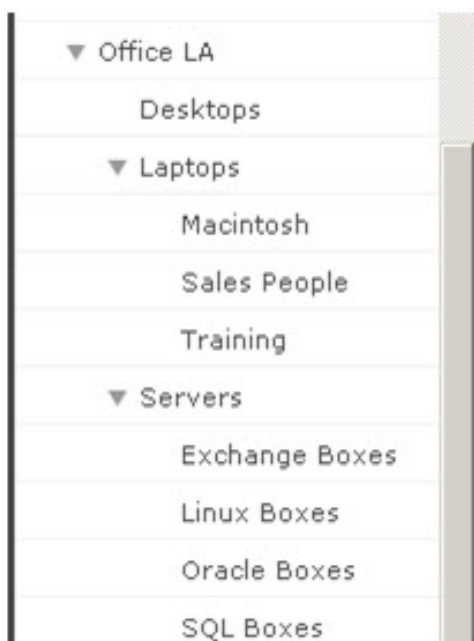 Office LA
Desktops
Laptops
Macintosh
Sales People
Training
Servers
Exchange Boxes
Linux Boxes
Oracle Boxes
SQL Boxes